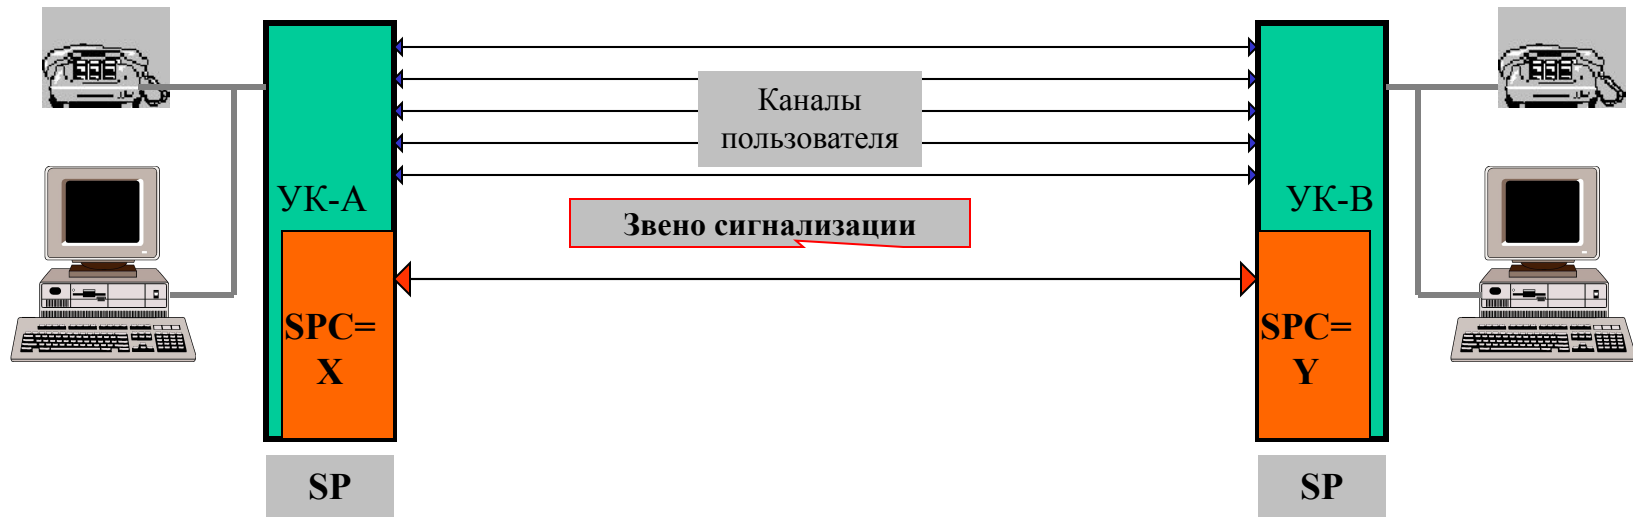 Каналы
пользователя
УК-А
УК-В
Звено сигнализации
SPC=
X
SPC=
Y
SP
SP